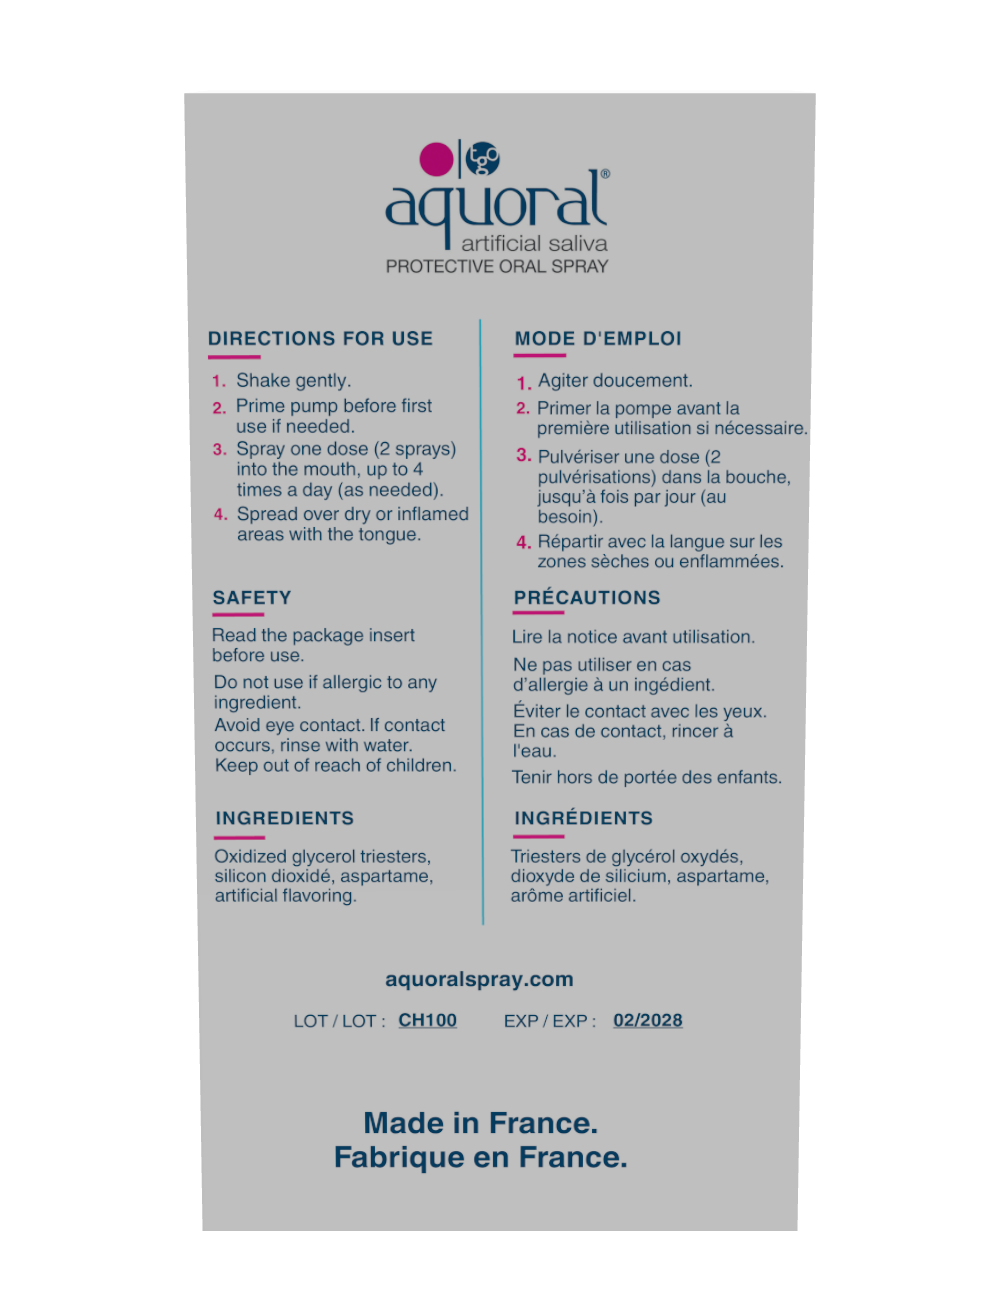 tgo
aquoral®
artificial saliva
PROTECTIVE ORAL SPRAY
DIRECTIONS FOR USE
1. Shake gently.
2. Prime pump before first
use if needed.
3. Spray one dose (2 sprays)
into the mouth, up to 4
times a day (as needed).
4. Spread over dry or inflamed
areas with the tongue.
SAFETY
Read the package insert
before use.
Do not use if allergic to any
ingredient.
Avoid eye contact. If contact
occurs, rinse with water.
Keep out of reach of children.
INGREDIENTS
Oxidized glycerol triesters,
silicon dioxidé, aspartame,
artificial flavoring.
MODE D'EMPLOI
1. Agiter doucement.
2. Primer la pompe avant la
première utilisation si nécessaire.
3. Pulvériser une dose (2
pulvérisations) dans la bouche,
jusqu'à fois par jour (au
besoin).
4. Répartir avec la langue sur les
zones sèches ou enflammées.
PRÉCAUTIONS
Lire la notice avant utilisation.
Ne pas utiliser en cas
d’allergie à un ingédient.
Éviter le contact avec les yeux.
En cas de contact, rincer à
l'eau.
Tenir hors de portée des enfants.
INGRÉDIENTS
Triesters de glycérol oxydés,
dioxyde de silicium, aspartame,
arôme artificiel.
aquoralspray.com
LOT / LOT : CH100 EXP / EXP : 02/2028
Made in France.
Fabrique en France.